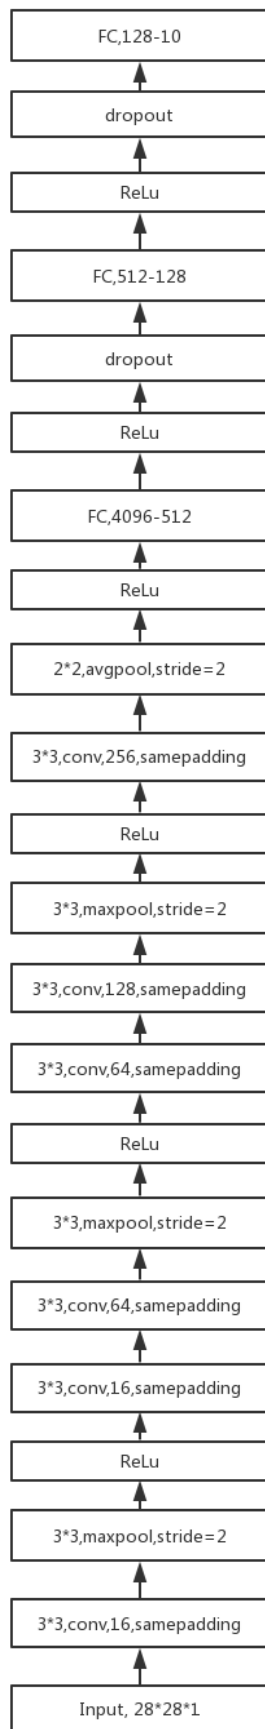 FC,128-10
dropout
ReLu
FC,512-128
dropout
ReLu
FC,4096-512
ReLu
2*2,avgpool,stride=2
3*3,conv,256,samepadding
ReLu
3*3,maxpool,stride=2
3*3,conv,128,samepadding
3*3,conv,64,samepadding
ReLu
3*3,maxpool,stride=2
3*3,conv,64,samepadding
3*3,conv,16,samepadding
ReLu
3*3,maxpool,stride=2
3*3,conv,16,samepadding
Input, 28*28*1